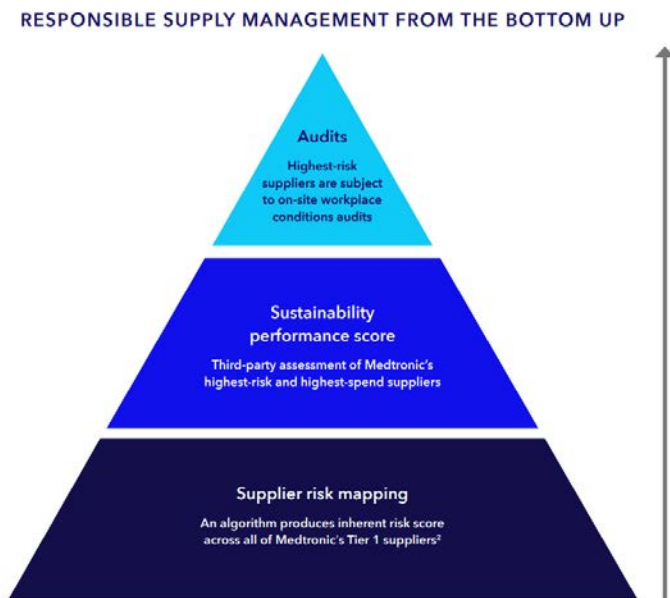 RESPONSIBLE SUPPLY MANAGEMENT FROM THE BOTTOM UP
Audits
Highest-risk
suppliers are subject
to on-site workplace
conditions audits
Sustainability
performance score
Third-party assessment of Medtronic's
highest-risk and highest-spend suppliers
Supplier risk mapping
An algorithm produces inherent risk score
across all of Medtronic's Tier 1 suppliers²